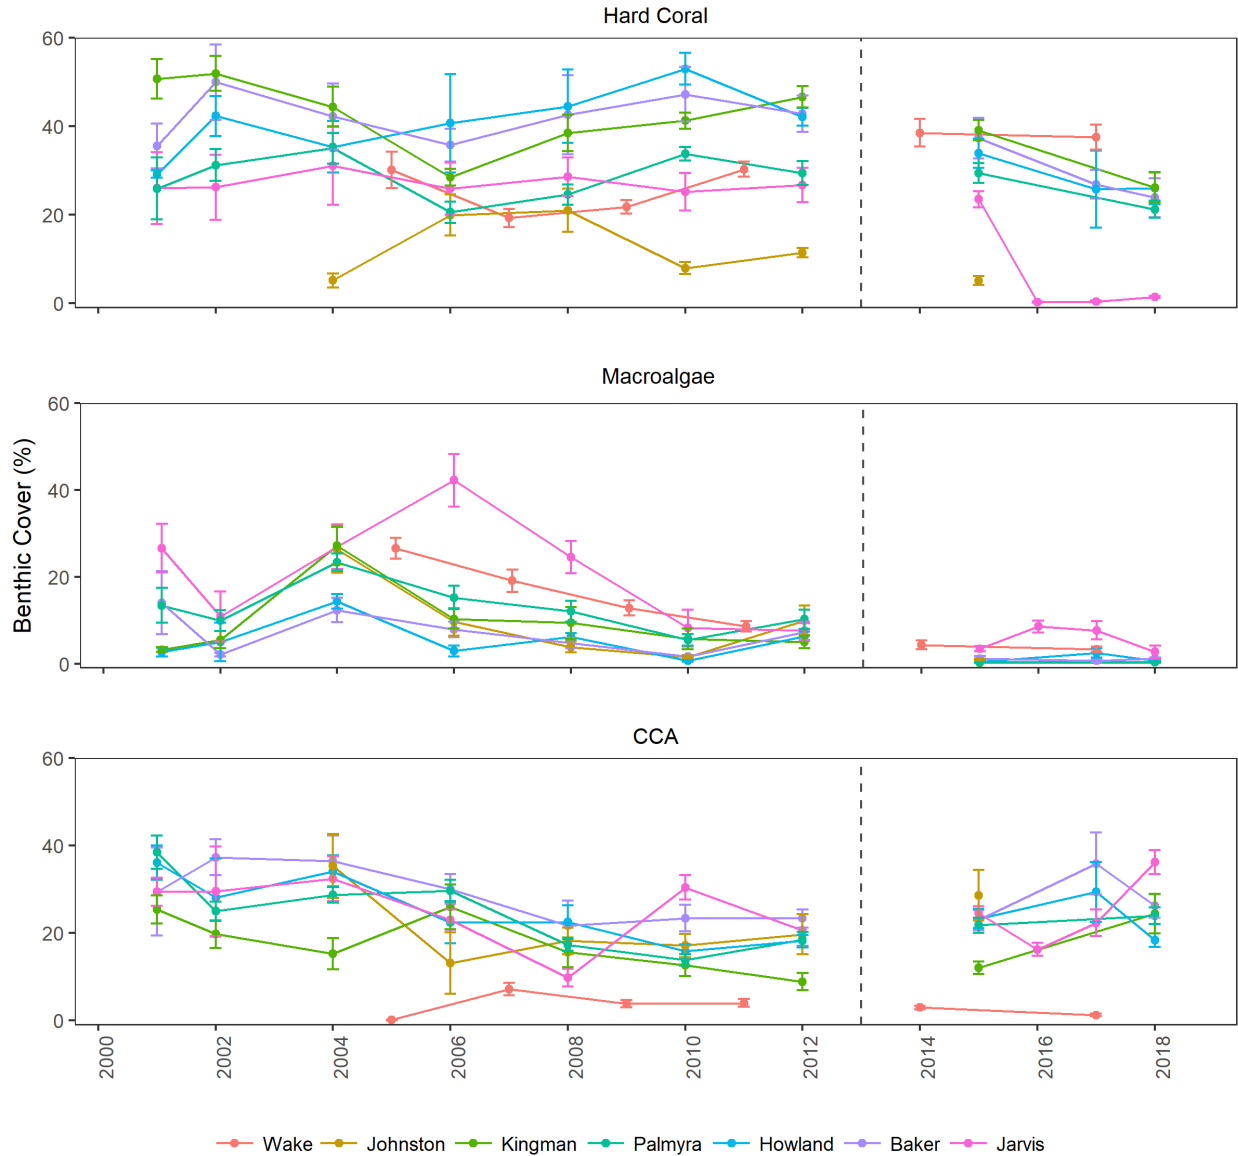 Hard Coral
60
40
20
0
Macroalgae
60
40
20
0
Benthic Cover (%)
CCA
60
40
20
0
2000 2002 2004 2006 2008 2010 2012 2014 2016 2018
Wake Johnston Kingman Palmyra Howland Baker Jarvis